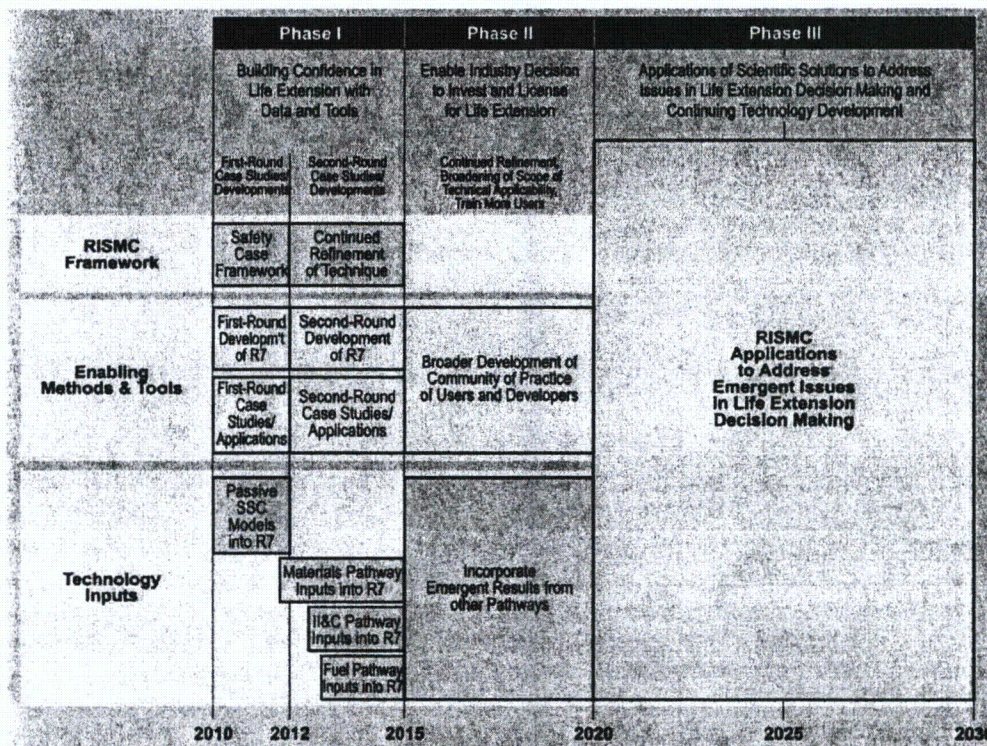 Phase I
Phase II
Phase III
Building Confidence in
Life Extension with
Data and Tools
Enable Industry Decision
to Invest and License
for Life Extension
Applications of Scientific Solutions to Address
Issues in Life Extension Decision Making and
Continuing Technology Development
First-Round
Case Studies/
Developments
Second-Round
Case Studies/
Developments
Continued Refinement,
Broadening of Scope of
Technical Applicability,
Train More Users
RISMC
Framework
Safety
Case
Framework
Continued
Refinement
of Technique
Enabling
Methods & Tools
First-Round
Developm't
of R7
Second-Round
Development
of R7
First-Round
Case
Studies/
Applications
Second-Round
Case Studies/
Applications
Broader Development of
Community of Practice
of Users and Developers
RISMC
Applications
to Address
Emergent Issues
in Life Extension
Decision Making
Technology
Inputs
Passive
SSC
Models
into R7
Materials Pathway
Inputs into R7
II&C Pathway
Inputs into R7
Fuel Pathway
Inputs into R7
Incorporate
Emergent Results from
other Pathways
2010 2012 2015 2020 2025 2030